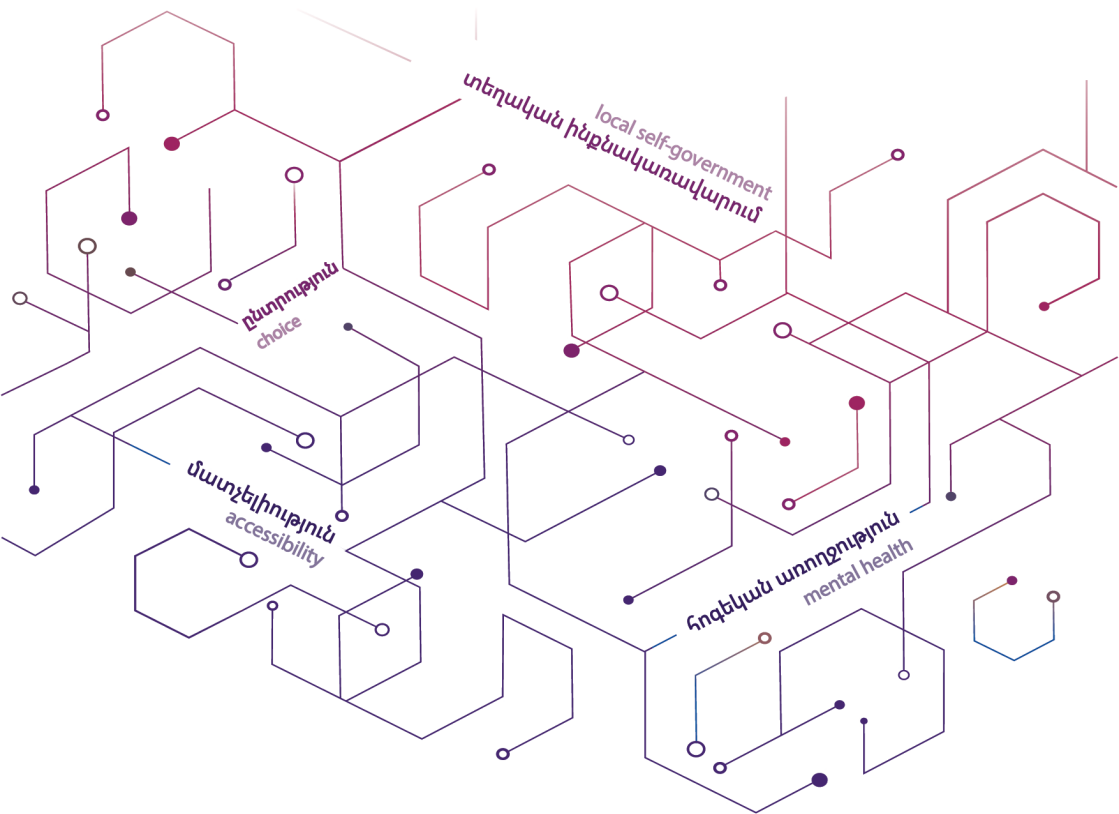 տեղական ինքնակառավարում
local self-government
ընտրություն
choice
մատչելիություն
accessibility
հոգեկան առողջություն
mental health